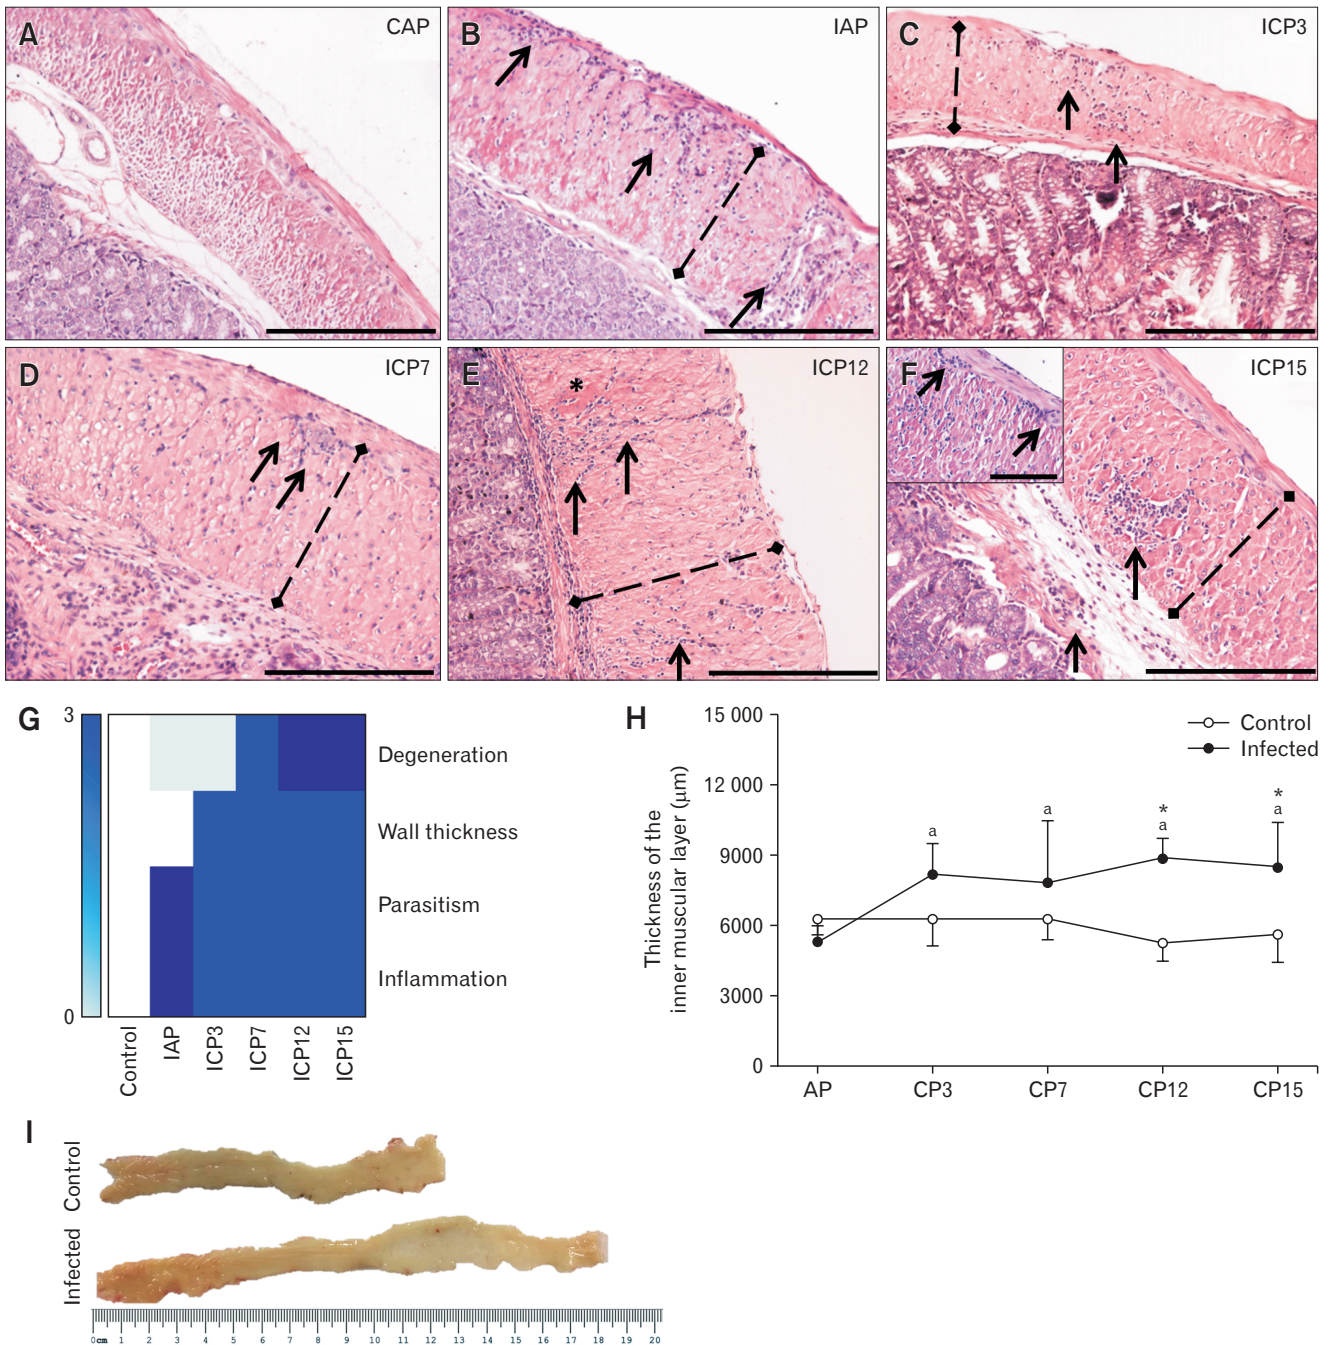 A CAP
B IAP
C ICP3
D ICP7
E ICP12
*
F ICP15
G
3
0
Degeneration
Wall thickness
Parasitism
Inflammation
Control
IAP
ICP3
ICP7
ICP12
ICP15
H
Thickness of the
inner muscular layer (μm)
15 000
12 000
9000
6000
3000
0
Control
Infected
a
a
*
a
*
a
AP CP3 CP7 CP12 CP15
I
Control
Infected
0cm 1 2 3 4 5 6 7 8 9 10 11 12 13 14 15 16 17 18 19 20